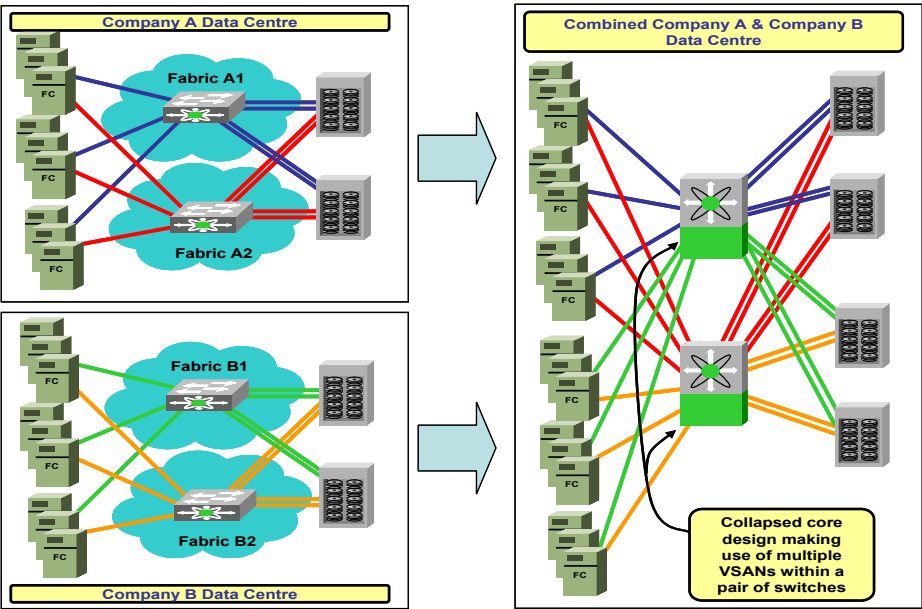 Company A Data Centre
Fabric A1
FC
FC
Fabric A2
FC
Company B Data Centre
Fabric B1
FC
FC
Fabric B2
FC
Combined Company A & Company B
Data Centre
FC
FC
FC
FC
FC
FC
Collapsed core
design making
use of multiple
VSANs within a
pair of switches